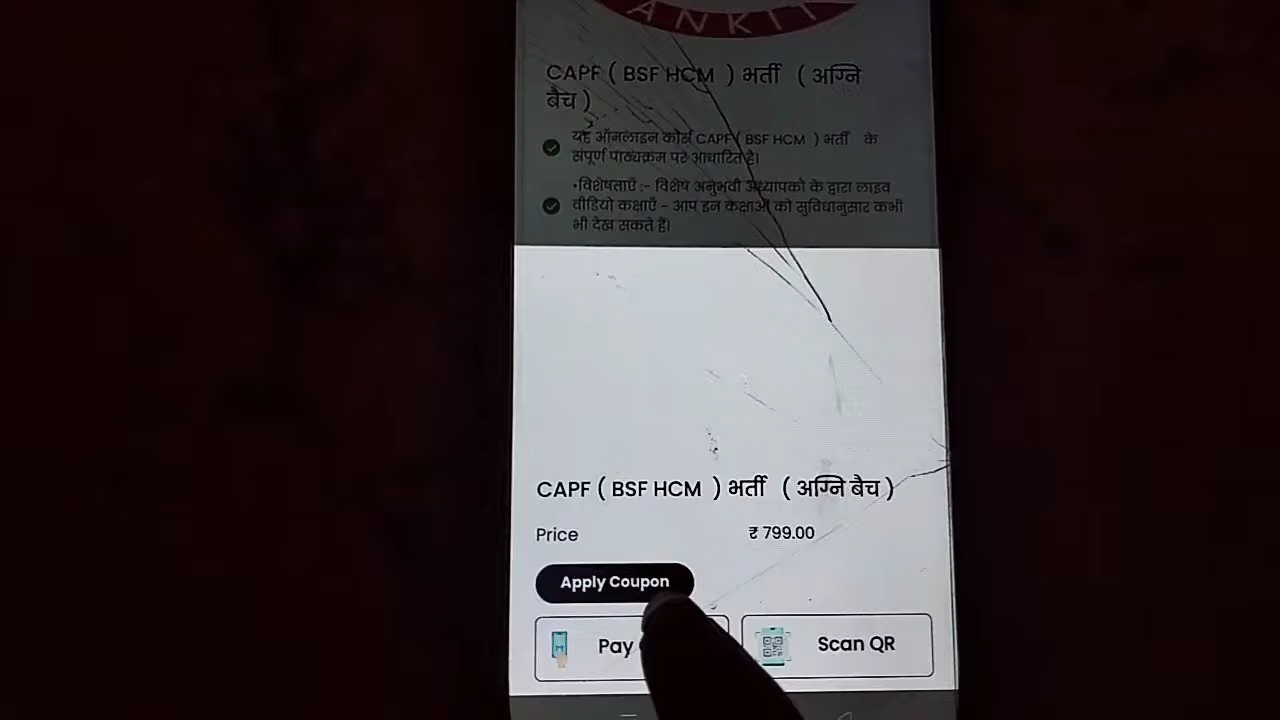 ANKIT
CAPF ( BSF HCM ) भर्ती ( अग्नि
बैच )
यह ऑनलाइन कोर्स CAPF ( BSF HCM ) भर्ती के
संपूर्ण पाठ्यक्रम पर आधारित है।
•विशेषताएँ :- विशेष अनुभवी अध्यापको के द्वारा लाइव
वीडियो कक्षाएँ - आप इन कक्षाओं को सुविधानुसार कभी
भी देख सकते हैं।
CAPF ( BSF HCM ) भर्ती ( अग्नि बैच )
Price ₹ 799.00
Apply Coupon
Pay
Scan QR